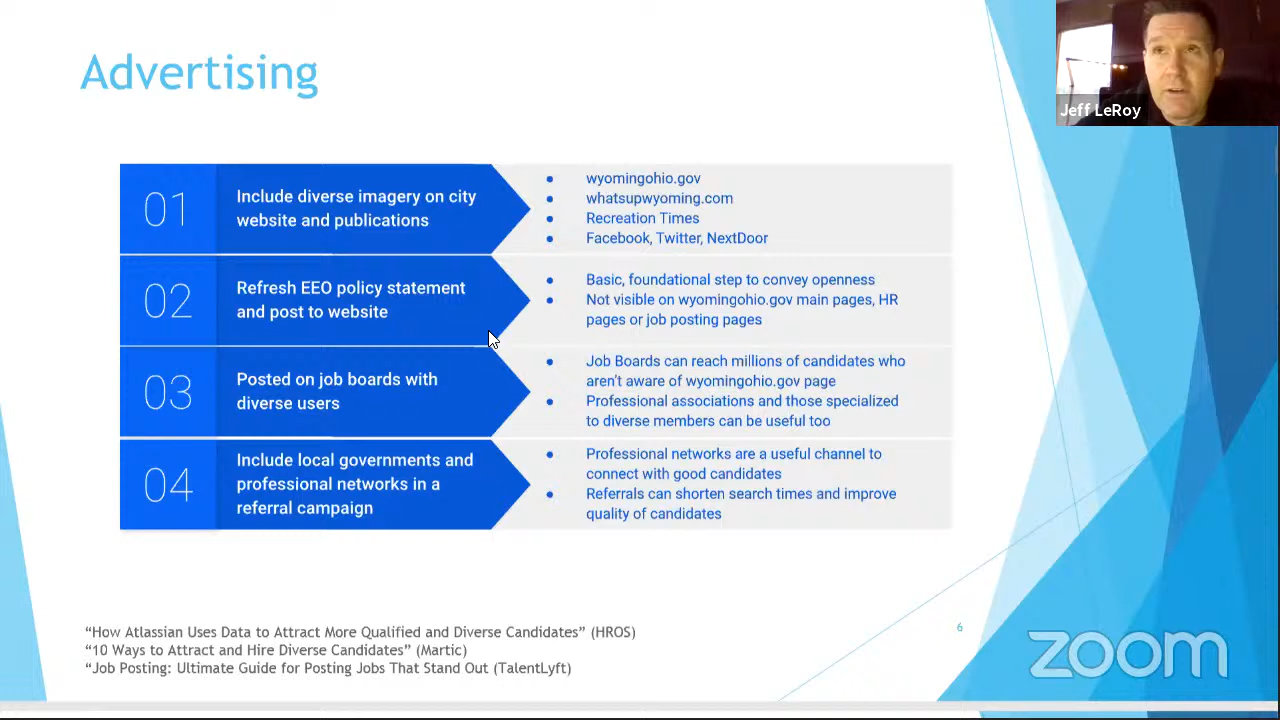 Advertising
Jeff LeRoy
01
Include diverse imagery on city
website and publications
● wyomingohio.gov
● whatsupwyoming.com
● Recreation Times
● Facebook, Twitter, NextDoor
02
Refresh EEO policy statement
and post to website
● Basic, foundational step to convey openness
● Not visible on wyomingohio.gov main pages, HR
pages or job posting pages
03
Posted on job boards with
diverse users
● Job Boards can reach millions of candidates who
aren't aware of wyomingohio.gov page
● Professional associations and those specialized
to diverse members can be useful too
04
Include local governments and
professional networks in a
referral campaign
● Professional networks are a useful channel to
connect with good candidates
● Referrals can shorten search times and improve
quality of candidates
“How Atlassian Uses Data to Attract More Qualified and Diverse Candidates” (HROS)
“10 Ways to Attract and Hire Diverse Candidates” (Martic)
“Job Posting: Ultimate Guide for Posting Jobs That Stand Out (TalentLyft)
6
zoom